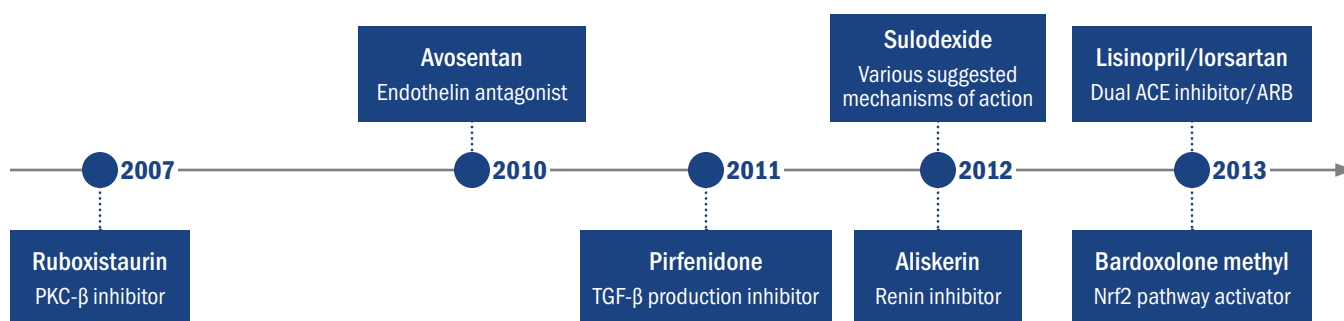 Avosentan
Endothelin antagonist
Sulodexide
Various suggested
mechanisms of action
Lisinopril/lorsartan
Dual ACE inhibitor/ARB
2007
2010
2011
2012
2013
Ruboxistaurin
PKC-β inhibitor
Pirfenidone
TGF-β production inhibitor
Aliskerin
Renin inhibitor
Bardoxolone methyl
Nrf2 pathway activator